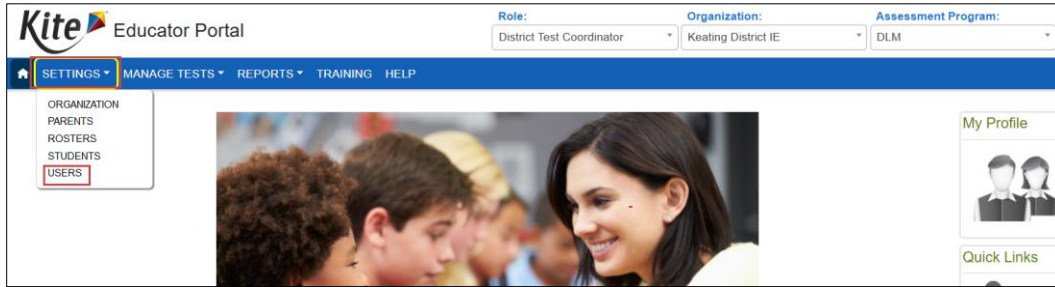 Kite Educator Portal
Role:
District Test Coordinator
Organization:
Keating District IE
Assessment Program:
DLM
SETTINGS MANAGE TESTS REPORTS TRAINING HELP
ORGANIZATION
PARENTS
ROSTERS
STUDENTS
USERS
My Profile
Quick Links